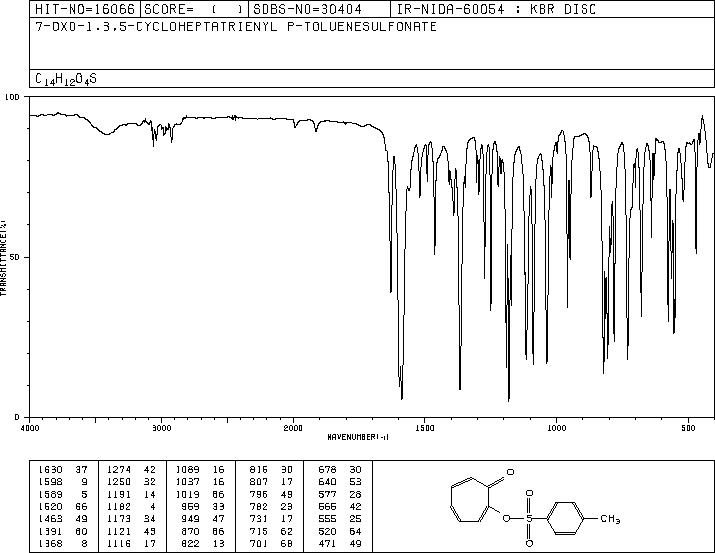 HIT-NO=16066 SCORE= ( ) SDBS-NO=30404 IR-NIDA-60054 : KBR DISC
7-OXO-1,3,5-CYCLOHEPTATRIENYL P-TOLUENESULFONATE
C14H12O4S
100
TRANSMITTANCE(%)
50
0
4000 3000 2000 1500 1000 500
WAVENUMBER(-1)
1630 37 1274 42 1089 16 816 30 678 30
1598 9 1250 32 1037 16 807 17 640 53
1589 5 1191 14 1019 66 796 49 577 28
1520 66 1182 4 959 33 782 23 566 42
1463 49 1173 34 949 47 731 17 555 25
1391 60 1121 49 870 66 715 62 520 64
1368 8 1116 17 822 13 701 68 471 49
O
O
O
S
O
CH3